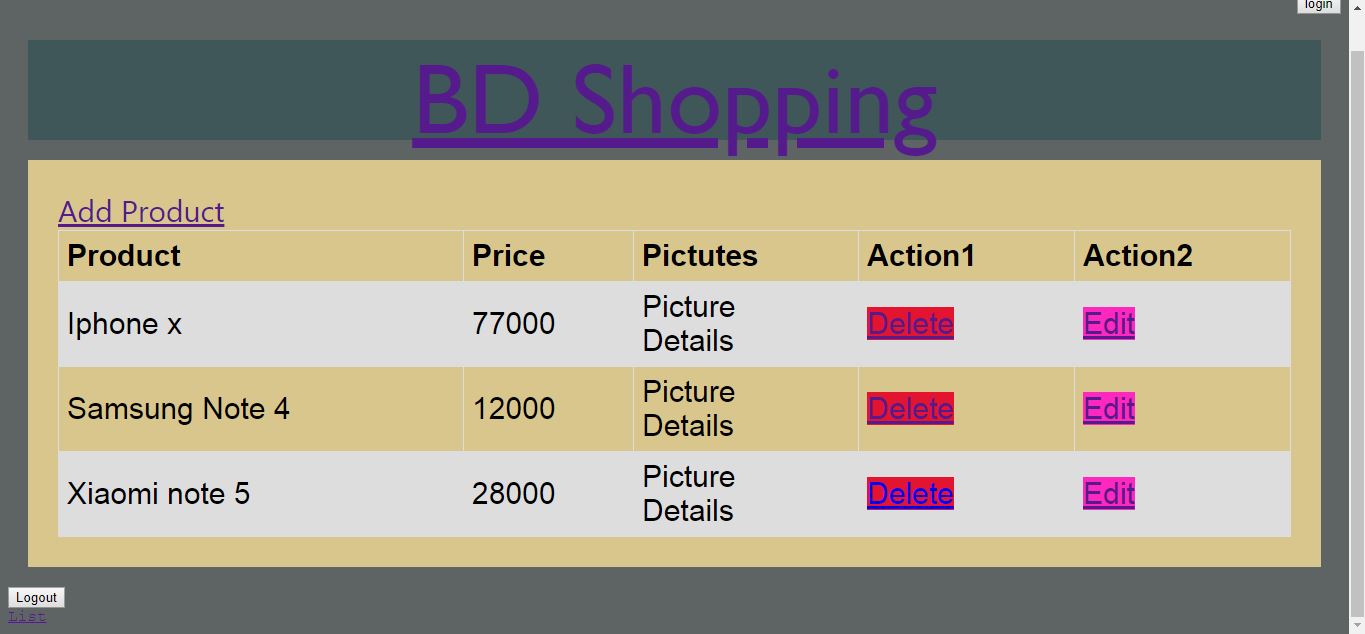 login
BD Shopping
Add Product
Product Price Pictutes Action1 Action2
Iphone x 77000 Picture Details Delete Edit
Samsung Note 4 12000 Picture Details Delete Edit
Xiaomi note 5 28000 Picture Details Delete Edit
Logout
List